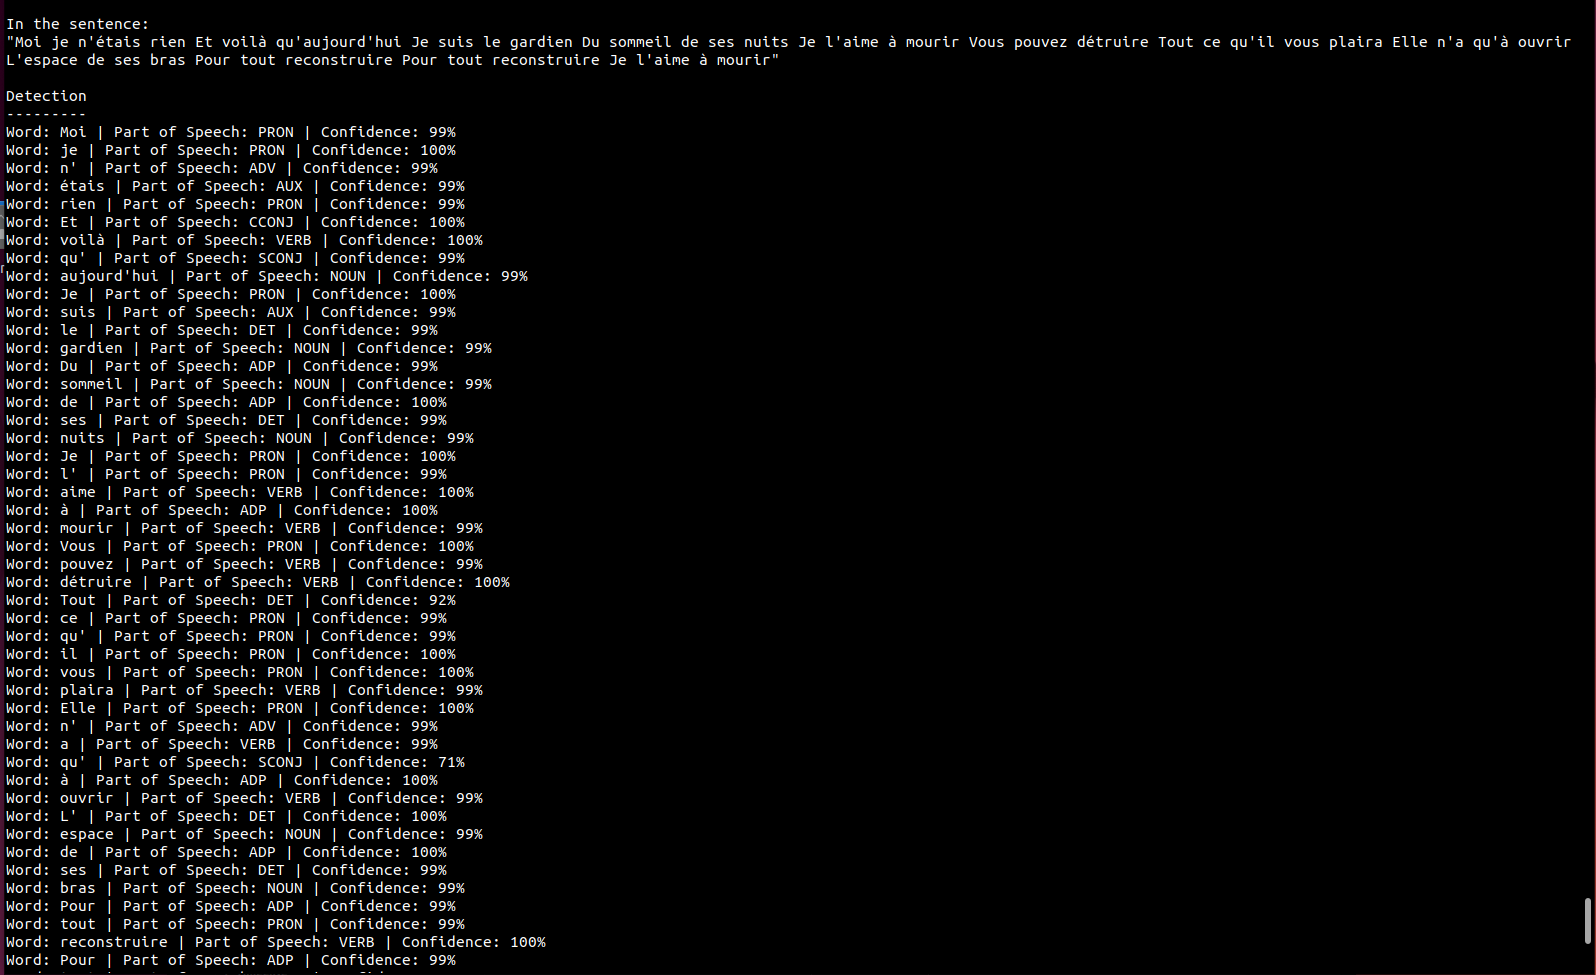 In the sentence:
"Moi je n'étais rien Et voilà qu'aujourd'hui Je suis le gardien Du sommeil de ses nuits Je l'aime à mourir Vous pouvez détruire Tout ce qu'il vous plaira Elle n'a qu'à ouvrir
L'espace de ses bras Pour tout reconstruire Pour tout reconstruire Je l'aime à mourir"
Detection
---------
Word: Moi | Part of Speech: PRON | Confidence: 99%
Word: je | Part of Speech: PRON | Confidence: 100%
Word: n' | Part of Speech: ADV | Confidence: 99%
Word: étais | Part of Speech: AUX | Confidence: 99%
Word: rien | Part of Speech: PRON | Confidence: 99%
Word: Et | Part of Speech: CCONJ | Confidence: 100%
Word: voilà | Part of Speech: VERB | Confidence: 100%
Word: qu' | Part of Speech: SCONJ | Confidence: 99%
Word: aujourd'hui | Part of Speech: NOUN | Confidence: 99%
Word: Je | Part of Speech: PRON | Confidence: 100%
Word: suis | Part of Speech: AUX | Confidence: 99%
Word: le | Part of Speech: DET | Confidence: 99%
Word: gardien | Part of Speech: NOUN | Confidence: 99%
Word: Du | Part of Speech: ADP | Confidence: 99%
Word: sommeil | Part of Speech: NOUN | Confidence: 99%
Word: de | Part of Speech: ADP | Confidence: 100%
Word: ses | Part of Speech: DET | Confidence: 99%
Word: nuits | Part of Speech: NOUN | Confidence: 99%
Word: Je | Part of Speech: PRON | Confidence: 100%
Word: l' | Part of Speech: PRON | Confidence: 99%
Word: aime | Part of Speech: VERB | Confidence: 100%
Word: à | Part of Speech: ADP | Confidence: 100%
Word: mourir | Part of Speech: VERB | Confidence: 99%
Word: Vous | Part of Speech: PRON | Confidence: 100%
Word: pouvez | Part of Speech: VERB | Confidence: 99%
Word: détruire | Part of Speech: VERB | Confidence: 100%
Word: Tout | Part of Speech: DET | Confidence: 92%
Word: ce | Part of Speech: PRON | Confidence: 99%
Word: qu' | Part of Speech: PRON | Confidence: 99%
Word: il | Part of Speech: PRON | Confidence: 100%
Word: vous | Part of Speech: PRON | Confidence: 100%
Word: plaira | Part of Speech: VERB | Confidence: 99%
Word: Elle | Part of Speech: PRON | Confidence: 100%
Word: n' | Part of Speech: ADV | Confidence: 99%
Word: a | Part of Speech: VERB | Confidence: 99%
Word: qu' | Part of Speech: SCONJ | Confidence: 71%
Word: à | Part of Speech: ADP | Confidence: 100%
Word: ouvrir | Part of Speech: VERB | Confidence: 99%
Word: L' | Part of Speech: DET | Confidence: 100%
Word: espace | Part of Speech: NOUN | Confidence: 99%
Word: de | Part of Speech: ADP | Confidence: 100%
Word: ses | Part of Speech: DET | Confidence: 99%
Word: bras | Part of Speech: NOUN | Confidence: 99%
Word: Pour | Part of Speech: ADP | Confidence: 99%
Word: tout | Part of Speech: PRON | Confidence: 99%
Word: reconstruire | Part of Speech: VERB | Confidence: 100%
Word: Pour | Part of Speech: ADP | Confidence: 99%